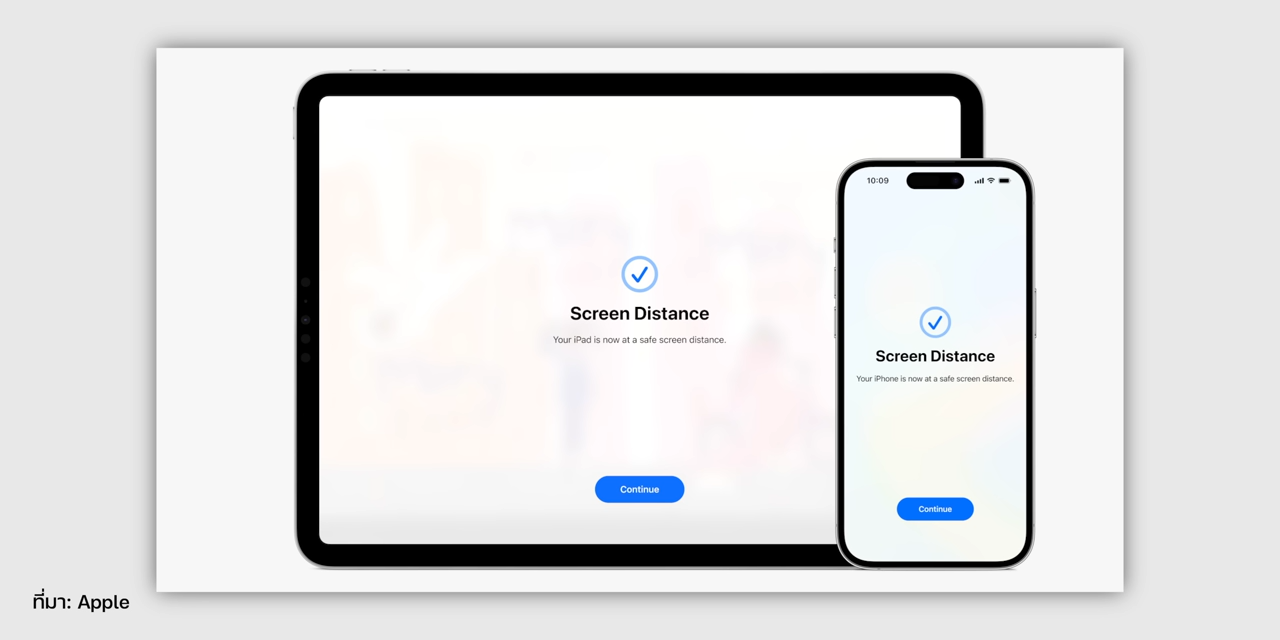 Screen Distance
Your iPad is now at a safe screen distance.
Continue
10:09
Screen Distance
Your iPhone is now at a safe screen distance.
Continue
ที่มา: Apple